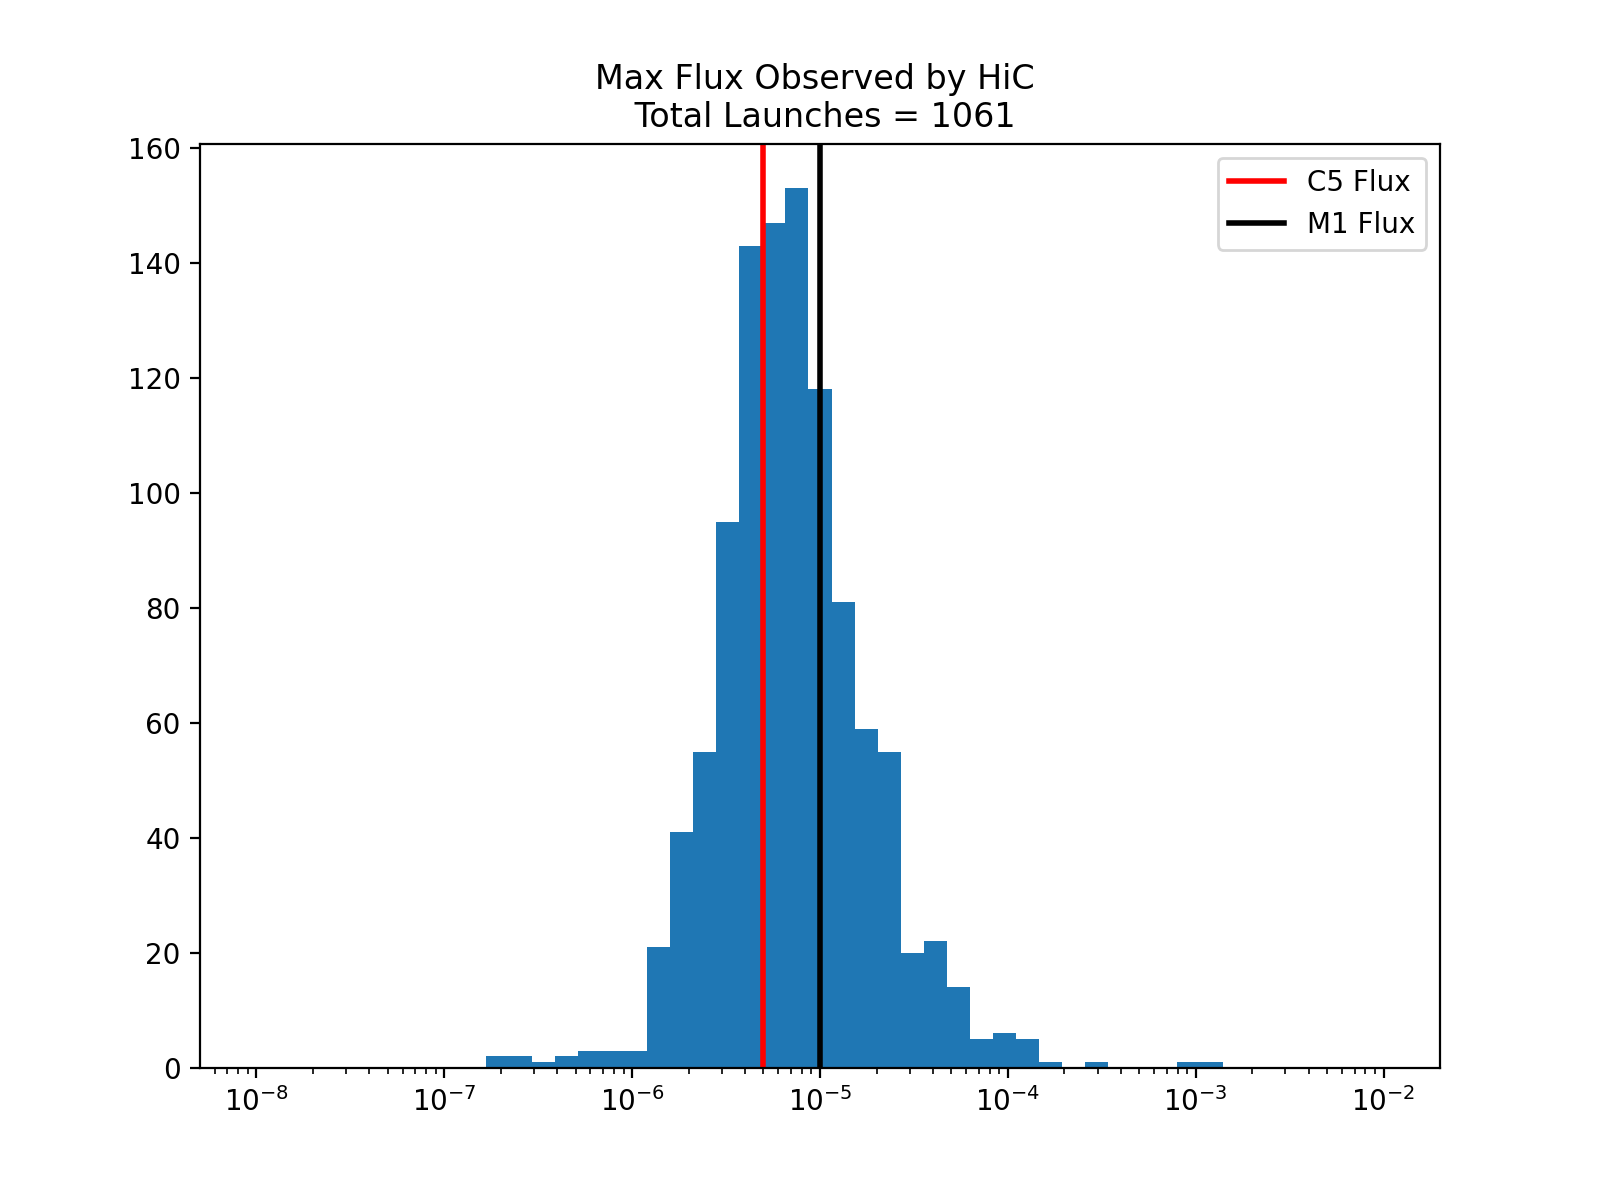 Max Flux Observed by HiC
Total Launches = 1061
C5 Flux
M1 Flux
160
140
120
100
80
60
40
20
0
10⁻⁸ 10⁻⁷ 10⁻⁶ 10⁻⁵ 10⁻⁴ 10⁻³ 10⁻²